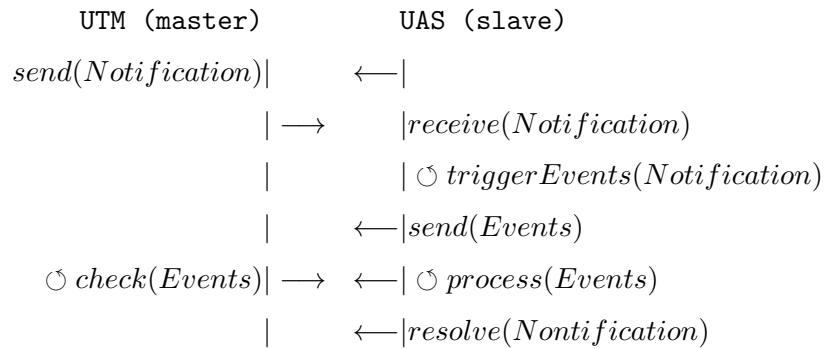 UTM (master) UAS (slave)
send(Notification)| ⟵|
| ⟶ |receive(Notification)
| | ↺ triggerEvents(Notification)
| ⟵|send(Events)
↺ check(Events)| ⟶ ⟵| ↺ process(Events)
| ⟵|resolve(Nontification)